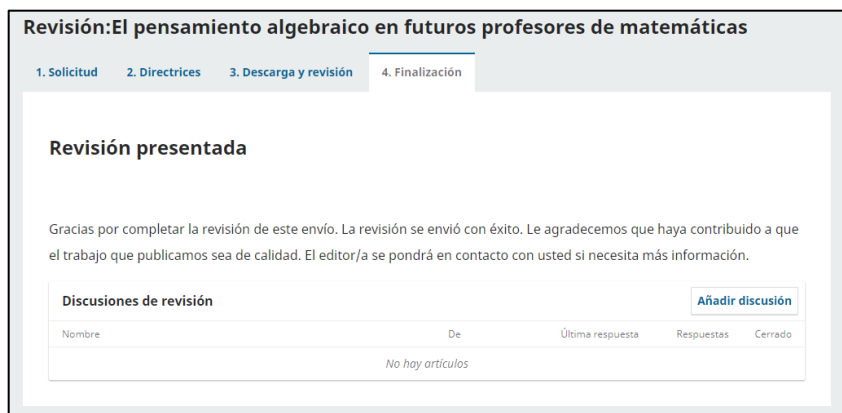 Revisión:El pensamiento algebraico en futuros profesores de matemáticas
1. Solicitud 2. Directrices 3. Descarga y revisión 4. Finalización
Revisión presentada
Gracias por completar la revisión de este envío. La revisión se envió con éxito. Le agradecemos que haya contribuido a que
el trabajo que publicamos sea de calidad. El editor/a se pondrá en contacto con usted si necesita más información.
Discusiones de revisión Añadir discusión
Nombre De Última respuesta Respuestas Cerrado
No hay artículos